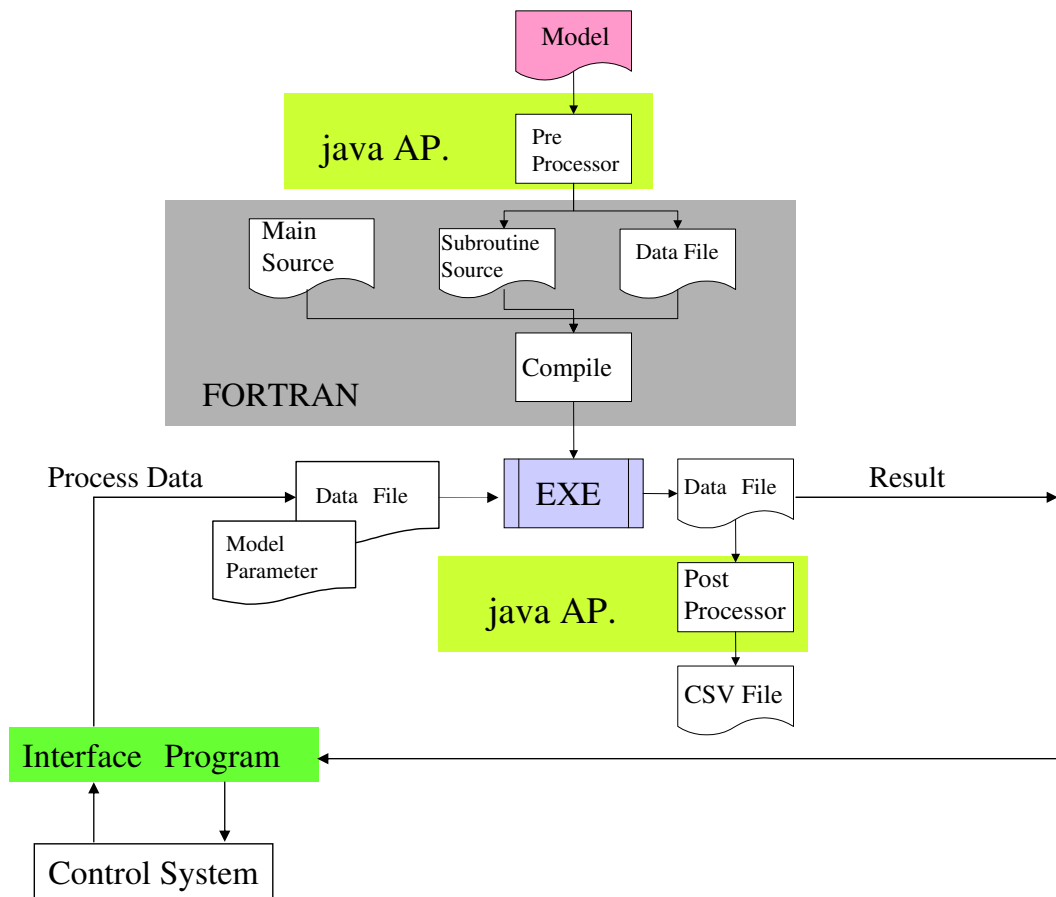 Model
java AP.
Pre
Processor
Main
Source
Subroutine
Source
Data File
Compile
FORTRAN
Process Data
Data File
EXE
Data File
Result
Model
Parameter
java AP.
Post
Processor
CSV File
Interface Program
Control System